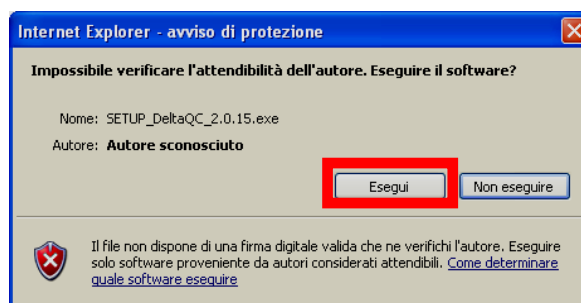 Internet Explorer - avviso di protezione
Impossibile verificare l'attendibilità dell'autore. Eseguire il software?
Nome: SETUP_DeltaQC_2.0.15.exe
Autore: Autore sconosciuto
Esegui Non eseguire
Il file non dispone di una firma digitale valida che ne verifichi l'autore. Eseguire
solo software proveniente da autori considerati attendibili. Come determinare
quale software eseguire